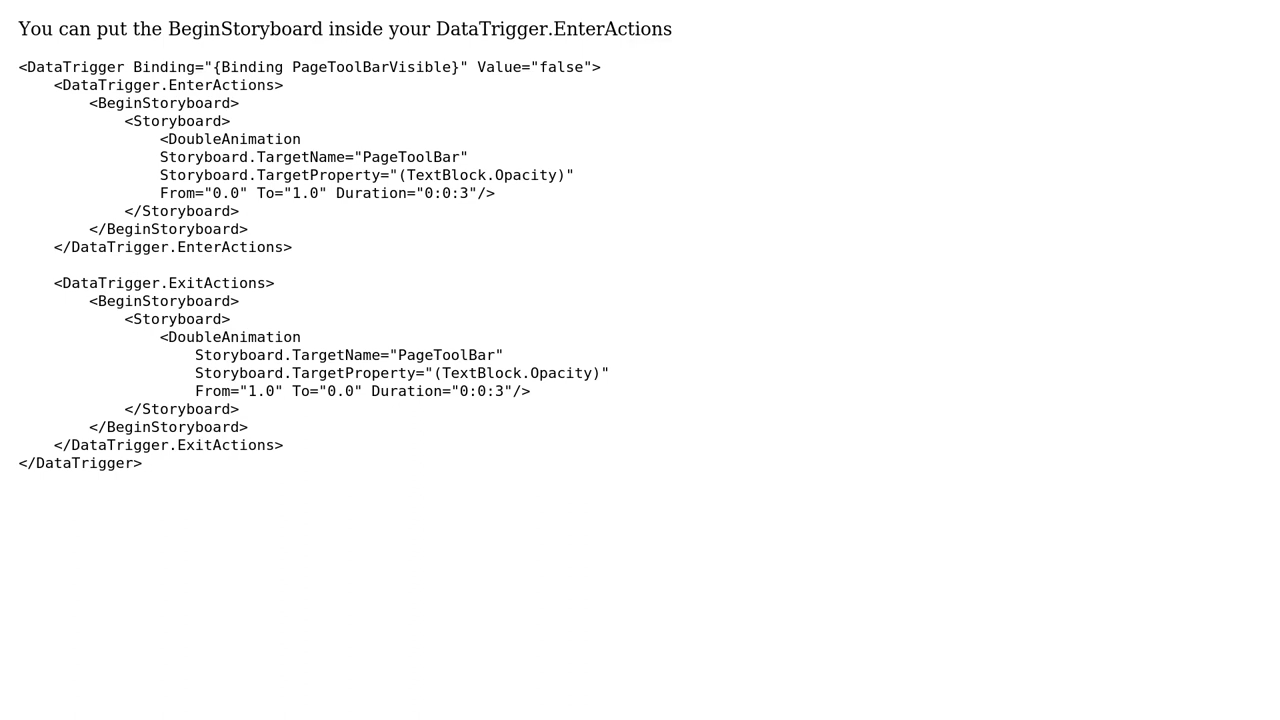 You can put the BeginStoryboard inside your DataTrigger.EnterActions
<DataTrigger Binding="{Binding PageToolBarVisible}" Value="false">
    <DataTrigger.EnterActions>
        <BeginStoryboard>
            <Storyboard>
                <DoubleAnimation
                Storyboard.TargetName="PageToolBar"
                Storyboard.TargetProperty="(TextBlock.Opacity)"
                From="0.0" To="1.0" Duration="0:0:3"/>
            </Storyboard>
        </BeginStoryboard>
    </DataTrigger.EnterActions>

    <DataTrigger.ExitActions>
        <BeginStoryboard>
            <Storyboard>
                <DoubleAnimation
                    Storyboard.TargetName="PageToolBar"
                    Storyboard.TargetProperty="(TextBlock.Opacity)"
                    From="1.0" To="0.0" Duration="0:0:3"/>
            </Storyboard>
        </BeginStoryboard>
    </DataTrigger.ExitActions>
</DataTrigger>